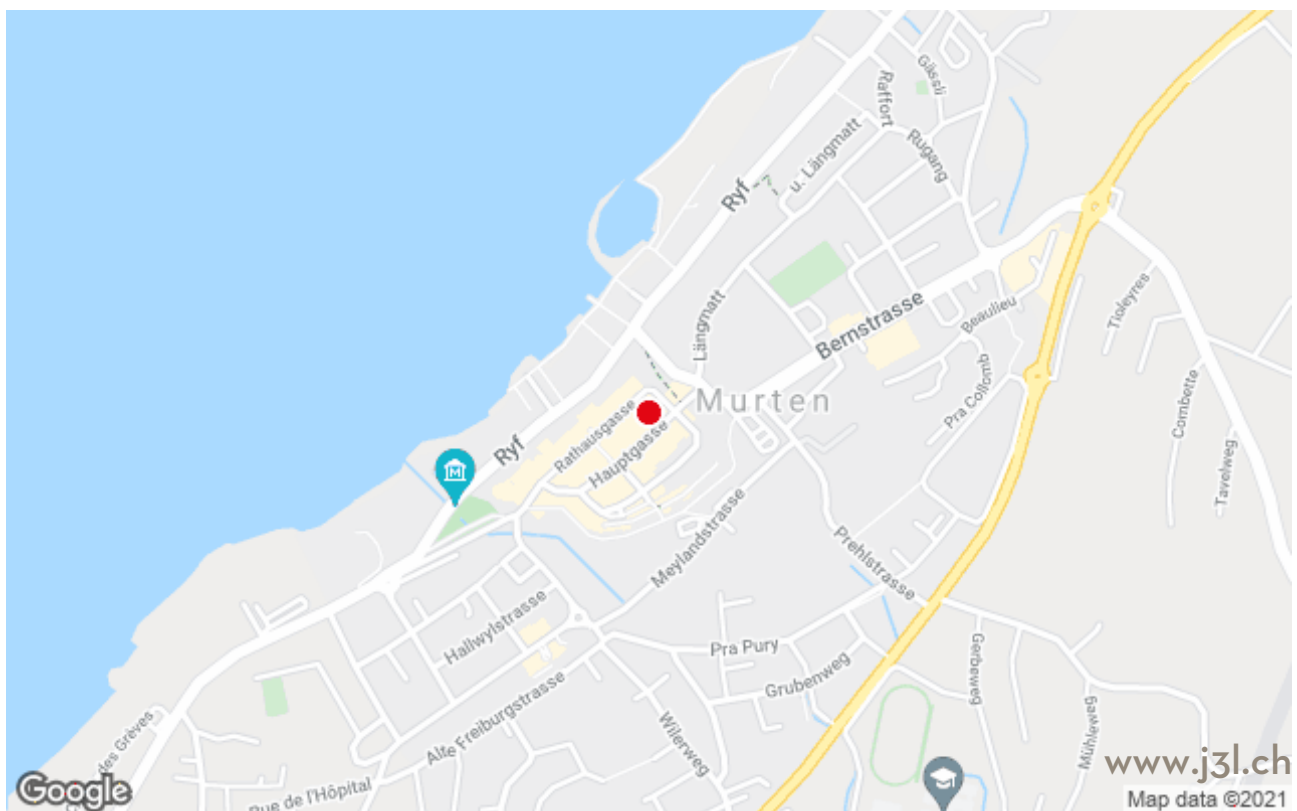 Gässli
Raffort
Rugang
u. Längmatt
Ryf
Tioleyres
Beaulieu
Längmatt
Bernstrasse
Combette
Pra Collomb
Murten
Rathausgasse
Hauptgasse
Ryf
Tavelweg
M
Meylandstrasse
Prehlstrasse
Hallwylstrasse
Pra Pury
Gerbeweg
Grubenweg
Alte Freiburgstrasse
Wilerweg
Mühleweg
des Grèves
Rue de l'Hôpital
www.j3l.ch
Google
Map data ©2021